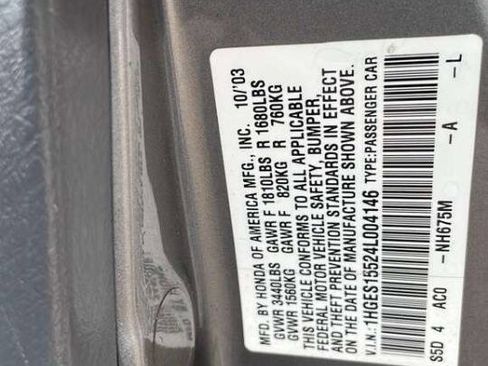 MFD. BY HONDA OF AMERICA MFG., INC. 10/'03
GVWR 3440LBS GAWR F 1810LBS R 1680LBS
GVWR 1560KG GAWR F 820KG R 760KG
THIS VEHICLE CONFORMS TO ALL APPLICABLE
FEDERAL MOTOR VEHICLE SAFETY, BUMPER,
AND THEFT PREVENTION STANDARDS IN EFFECT
ON THE DATE OF MANUFACTURE SHOWN ABOVE.
V.I.N.: 1HGES15524L004146 TYPE:PASSENGER CAR
S5D 4 AC0 -NH675M -A -L